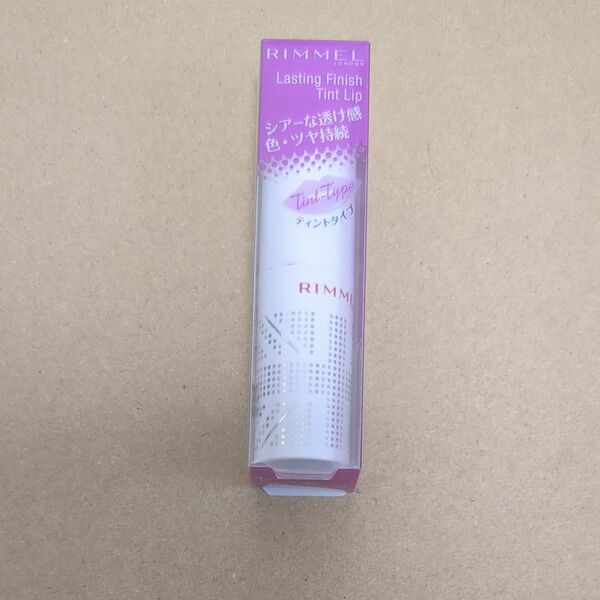 RIMMEL
LONDON
Lasting Finish
Tint Lip
シアーな透け感
色・ツヤ持続
Tint-type
ティントタイプ
RIMME